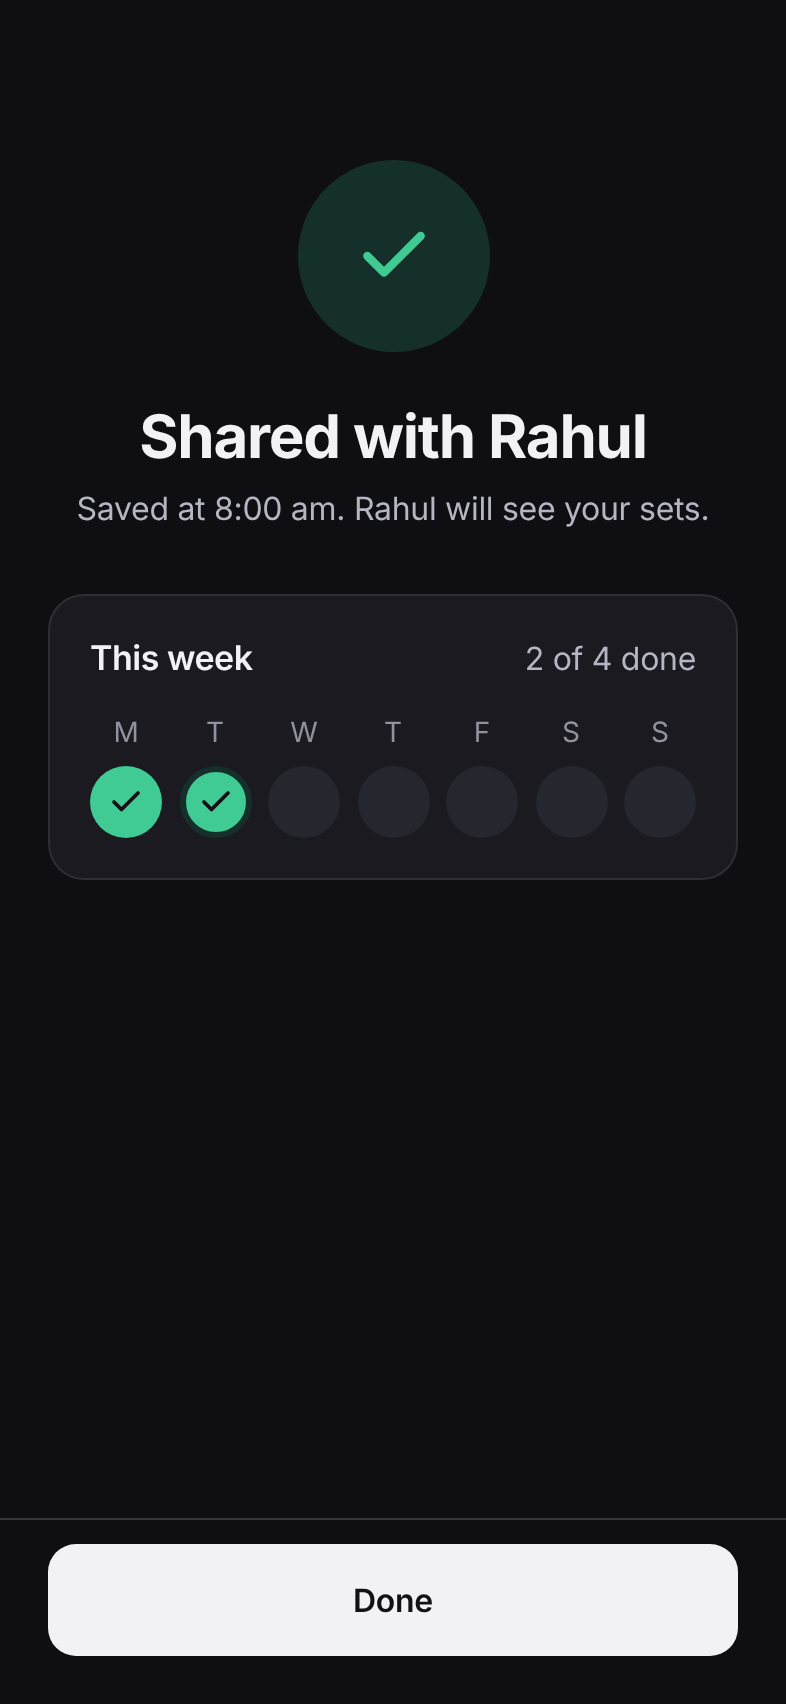 Shared with Rahul
Saved at 8:00 am. Rahul will see your sets.
This week 2 of 4 done
M T W T F S S
Done